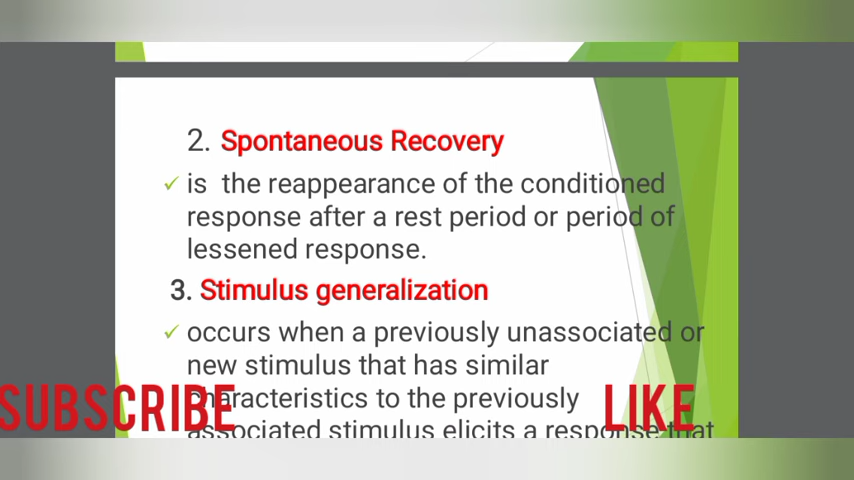 2. Spontaneous Recovery
✓ is the reappearance of the conditioned
response after a rest period or period of
lessened response.
3. Stimulus generalization
✓ occurs when a previously unassociated or
new stimulus that has similar
characteristics to the previously
associated stimulus elicits a response that
SUBSCRIBE
LIKE